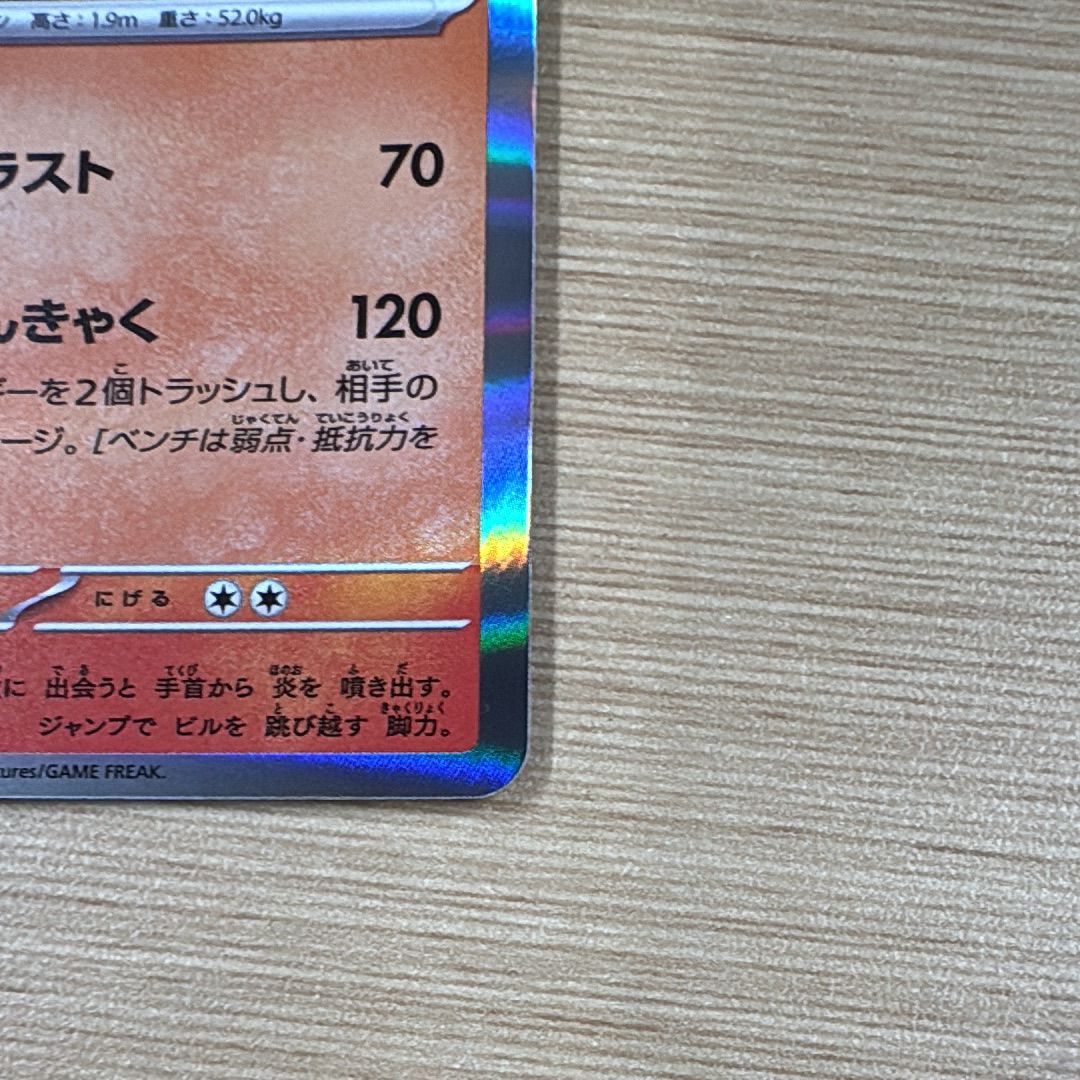 高さ：1.9m 重さ：52.0kg
ラスト 70
んきゃく 120
ギーを2個トラッシュし、相手の
ージ。［ベンチは弱点・抵抗力を
にげる
に 出会うと 手首から 炎を 噴き出す。
ジャンプで ビルを 跳び越す 脚力。
tures/GAME FREAK.